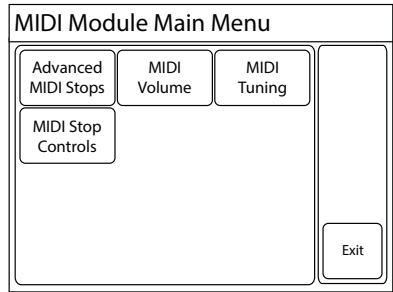 MIDI Module Main Menu
Advanced
MIDI Stops
MIDI
Volume
MIDI
Tuning
MIDI Stop
Controls
Exit